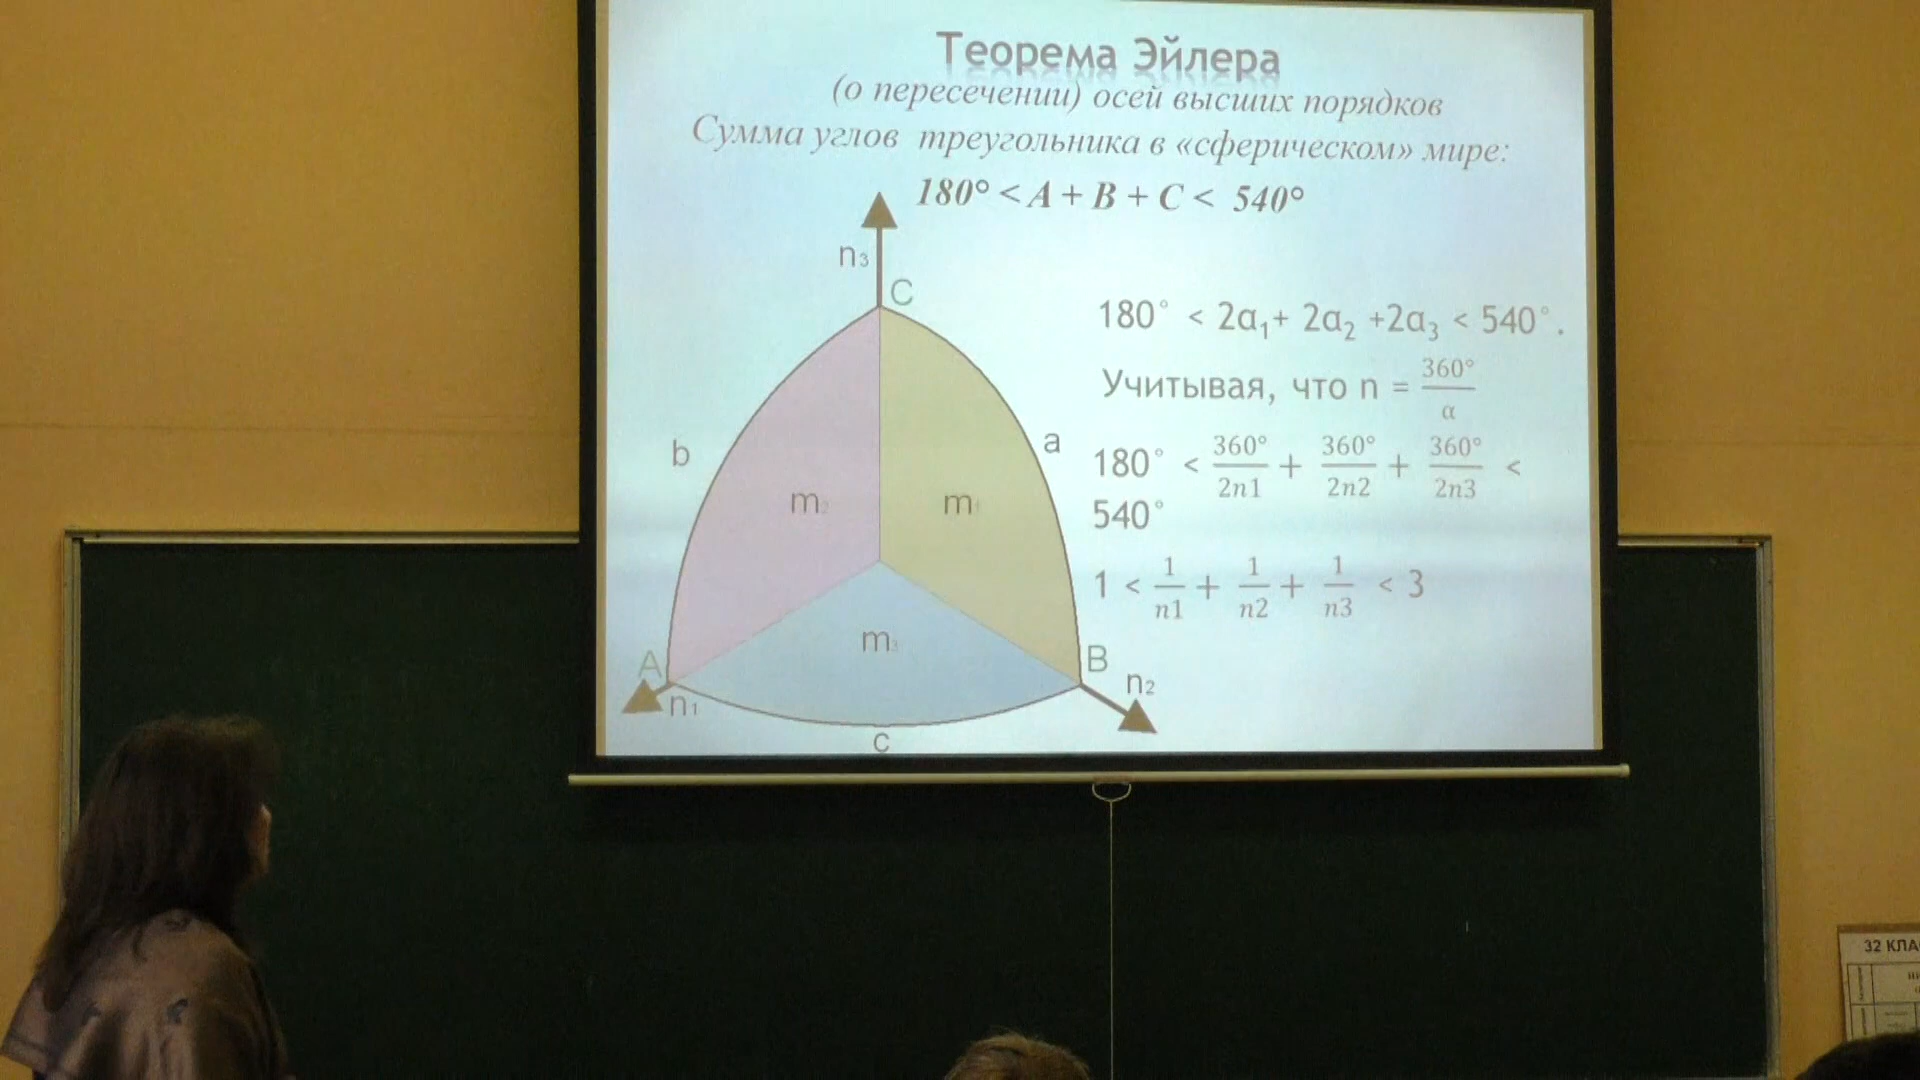 Теорема Эйлера
(о пересечении) осей высших порядков
Сумма углов треугольника в «сферическом» мире:
180° < A + B + C < 540°
n3
C
180° < 2α1+ 2α2 +2α3 < 540°.
Учитывая, что n = 360°/α
b
a
180° < 360°/2n1 + 360°/2n2 + 360°/2n3 <
540°
m2
m1
1 < 1/n1 + 1/n2 + 1/n3 < 3
m3
A
B
n1
n2
c
32 КЛА